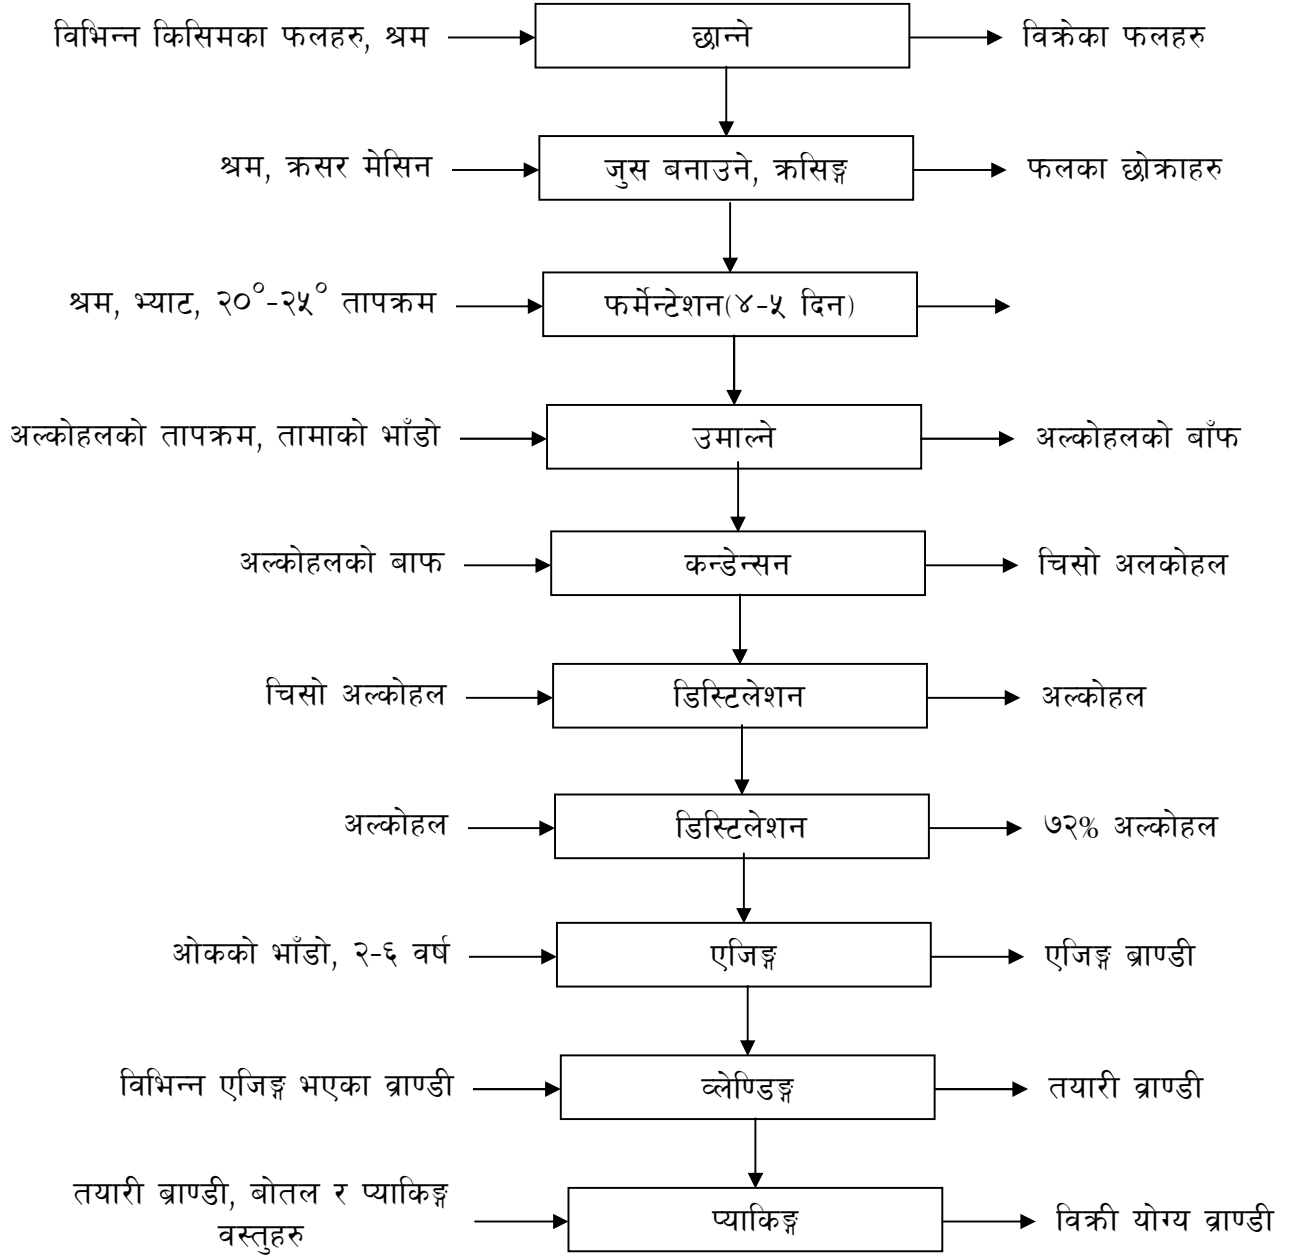 विभिन्न किसिमका फलहरु, श्रम छान्ने विक्रेका फलहरु
श्रम, क्रसर मेसिन जुस बनाउने, क्रसिङ्ग फलका छोक्राहरु
श्रम, भ्याट, २०°-२५° तापक्रम फर्मेन्टेशन(४-५ दिन)
अल्कोहलको तापक्रम, तामाको भाँडो उमाल्ने अल्कोहलको बाँफ
अल्कोहलको बाफ कन्डेन्सन चिसो अलकोहल
चिसो अल्कोहल डिस्टिलेशन अल्कोहल
अल्कोहल डिस्टिलेशन ७२% अल्कोहल
ओकको भाँडो, २-६ वर्ष एजिङ्ग एजिङ्ग ब्राण्डी
विभिन्न एजिङ्ग भएका व्राण्डी व्लेण्डिङ्ग तयारी व्राण्डी
तयारी ब्राण्डी, बोतल र प्याकिङ्ग
वस्तुहरु प्याकिङ्ग विक्री योग्य व्राण्डी